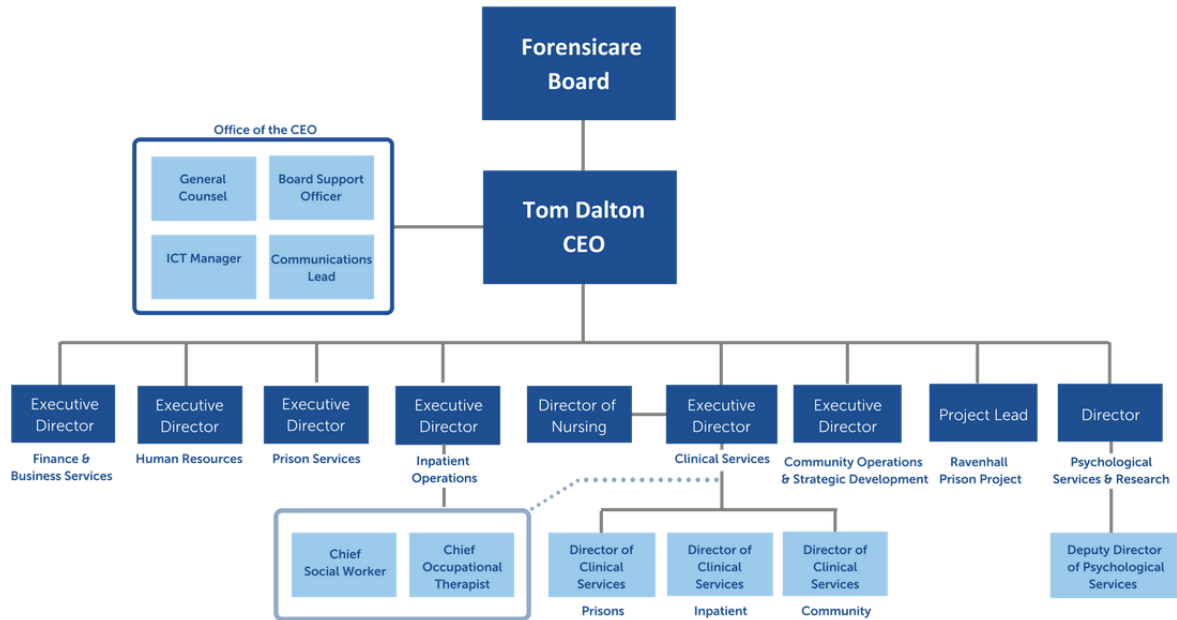 Forensicare
Board
Office of the CEO
General
Counsel
Board Support
Officer
ICT Manager
Communications
Lead
Tom Dalton
CEO
Executive
Director
Finance &
Business Services
Executive
Director
Human Resources
Executive
Director
Prison Services
Executive
Director
Inpatient
Operations
Director of
Nursing
Executive
Director
Clinical Services
Executive
Director
Community Operations
& Strategic Development
Project Lead
Ravenhall
Prison Project
Director
Psychological
Services & Research
Chief
Social Worker
Chief
Occupational
Therapist
Director of
Clinical
Services
Prisons
Director of
Clinical
Services
Inpatient
Director of
Clinical
Services
Community
Deputy Director
of Psychological
Services